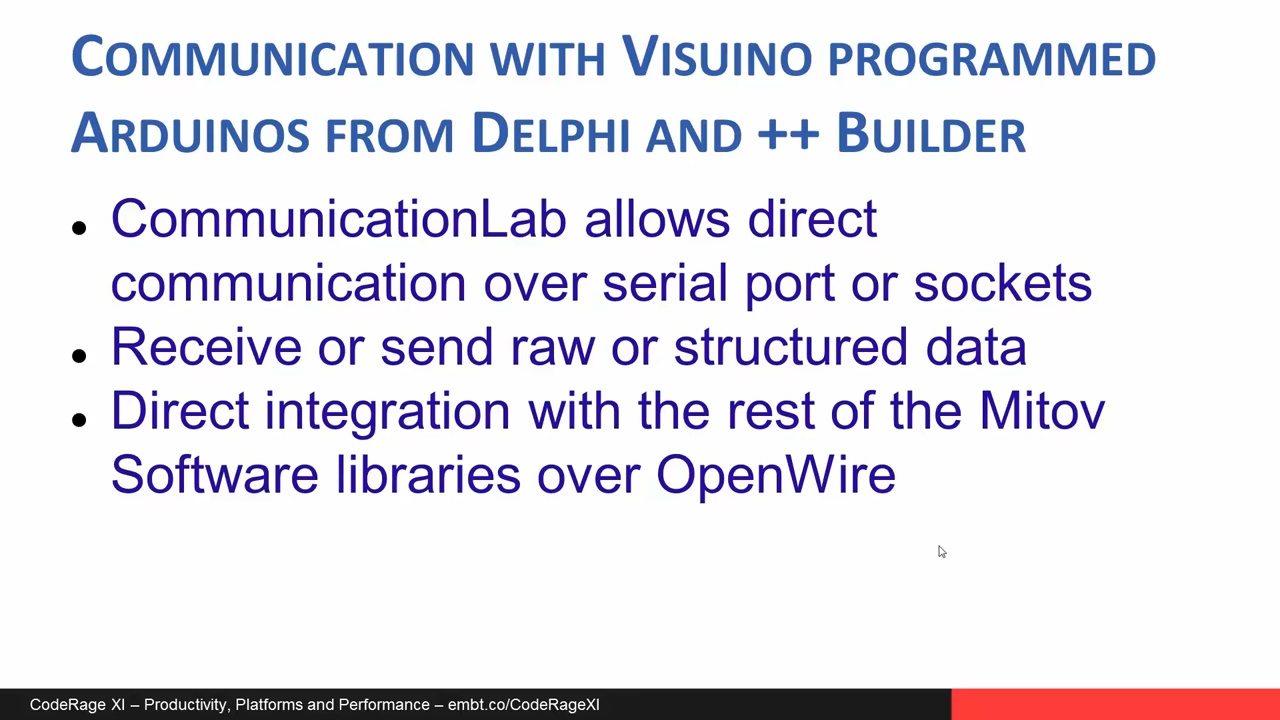 Communication with Visuino programmed
Arduinos from Delphi and ++ Builder
• CommunicationLab allows direct
communication over serial port or sockets
• Receive or send raw or structured data
• Direct integration with the rest of the Mitov
Software libraries over OpenWire
CodeRage XI – Productivity, Platforms and Performance – embt.co/CodeRageXI